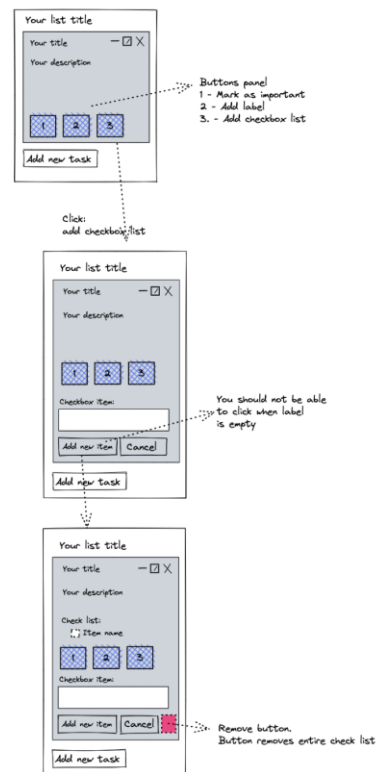 Your list title
Your title
Your description
1 2 3
Add new task
Buttons panel
1 - Mark as important
2 - Add label
3. - Add checkbox list
Click:
add checkbox list
Your list title
Your title
Your description
1 2 3
Checkbox item:
Add new item Cancel
Add new task
You should not be able
to click when label
is empty
Your list title
Your title
Your description
Check list:
Item name
1 2 3
Checkbox item:
Add new item Cancel
Add new task
Remove button.
Button removes entire check list